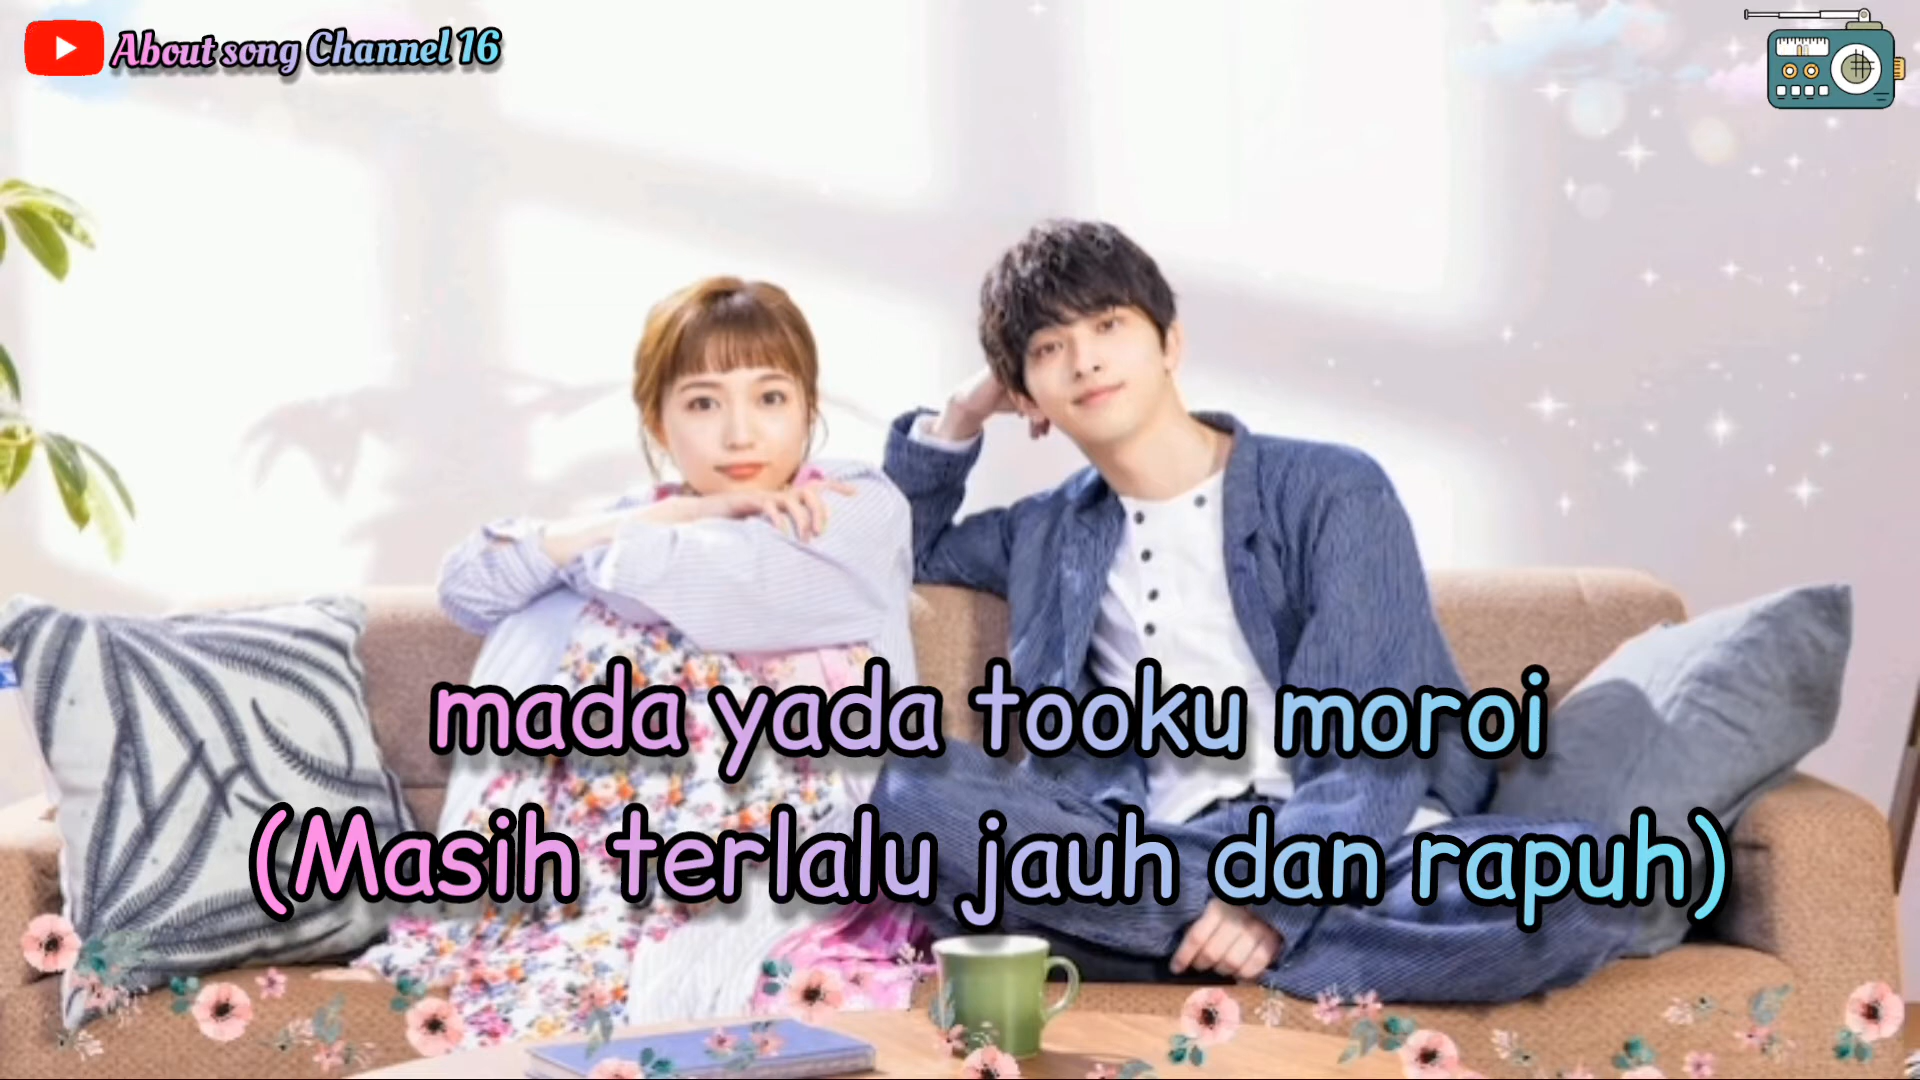 About song Channel 16
mada yada tooku moroi
(Masih terlalu jauh dan rapuh)